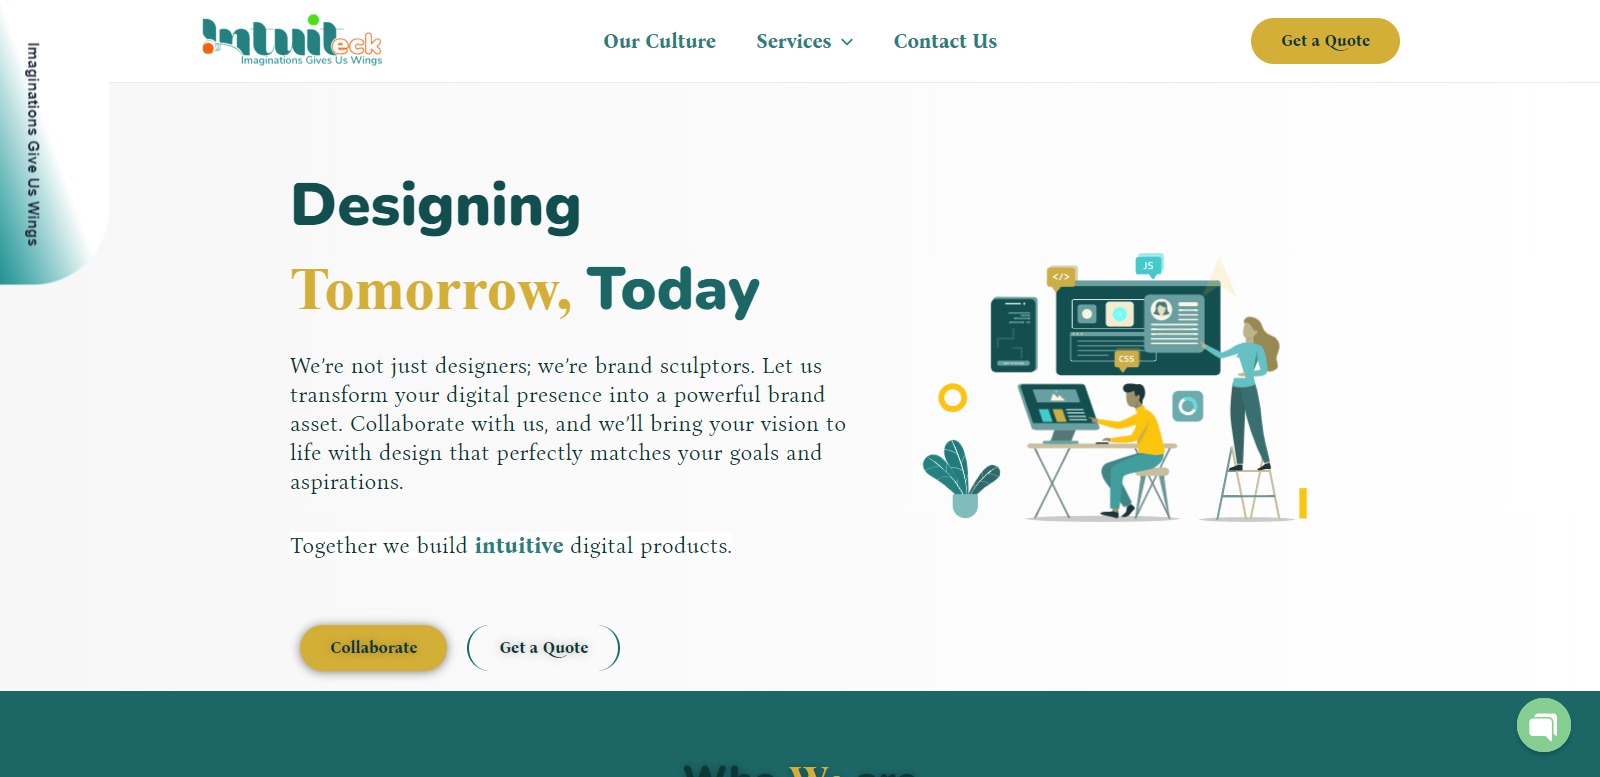 Imaginations Give Us Wings
Intuiteck
Imaginations Gives Us Wings
Our Culture
Services
Contact Us
Get a Quote
Designing
Tomorrow, Today
We’re not just designers; we’re brand sculptors. Let us
transform your digital presence into a powerful brand
asset. Collaborate with us, and we’ll bring your vision to
life with design that perfectly matches your goals and
aspirations.
Together we build intuitive digital products.
</>
JS
CSS
Collaborate
Get a Quote
Who We are